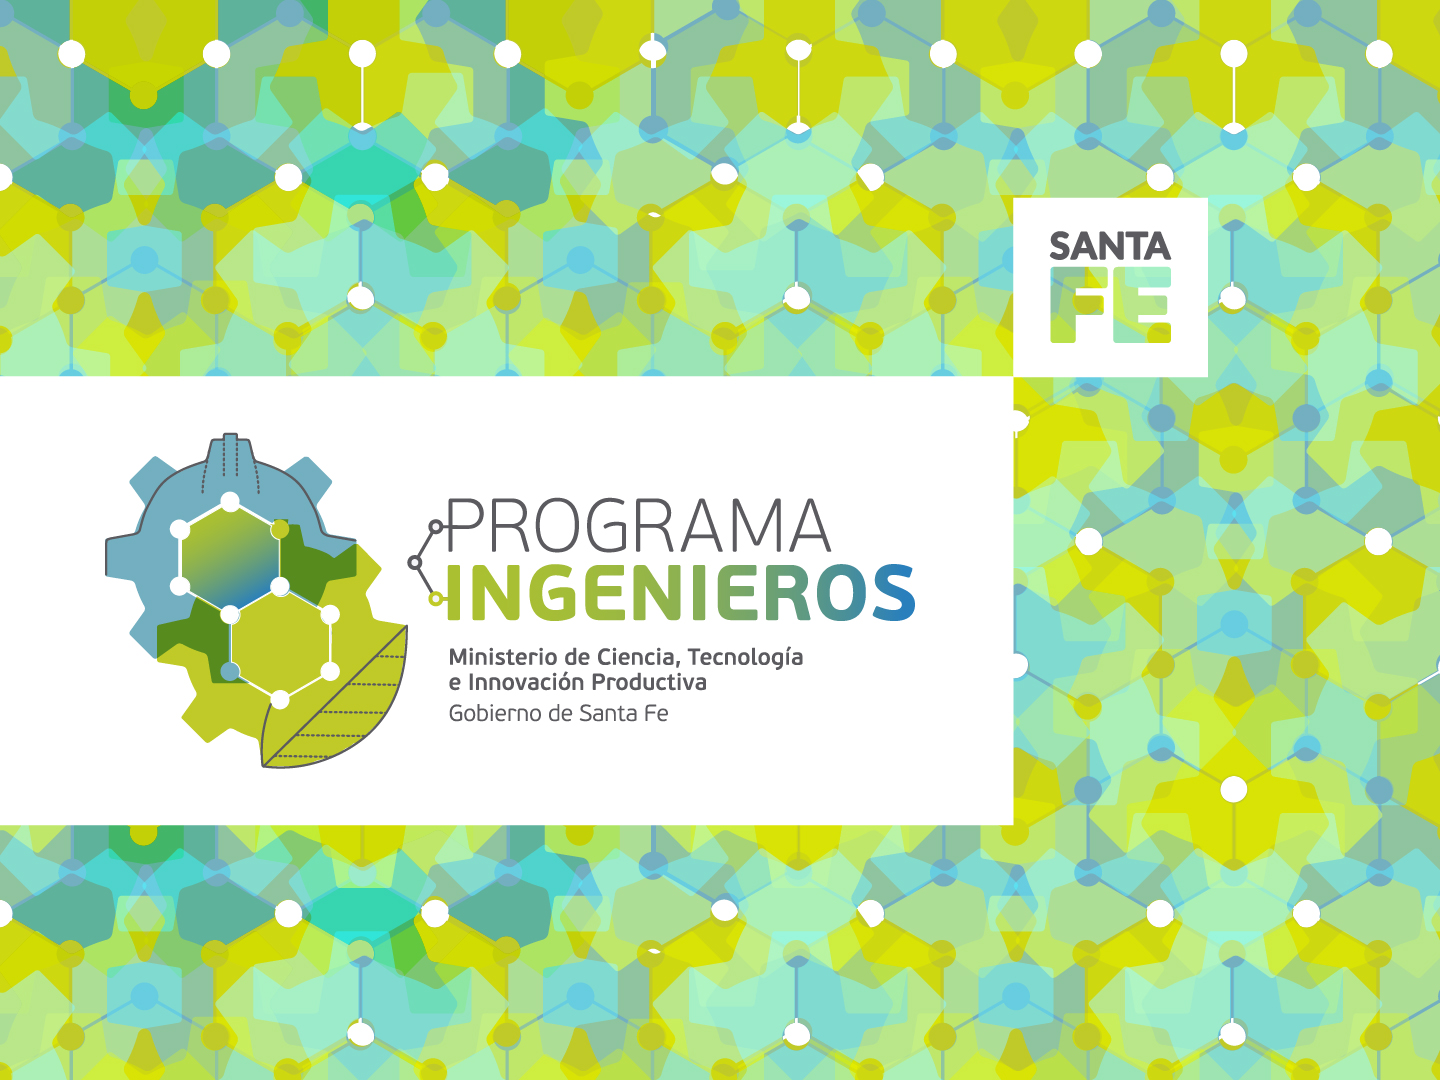 SANTA
FE
PROGRAMA
INGENIEROS
Ministerio de Ciencia, Tecnología
e Innovación Productiva
Gobierno de Santa Fe